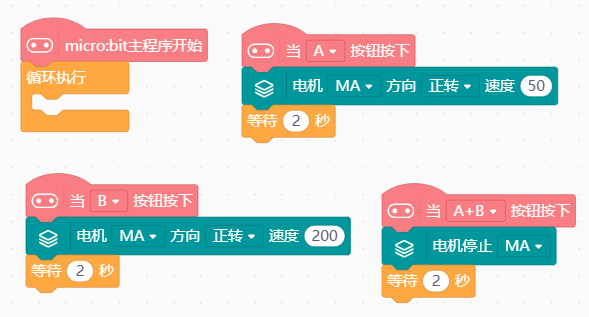 micro:bit主程序开始
循环执行
当 A 按钮按下
电机 MA 方向 正转 速度 50
等待 2 秒
当 B 按钮按下
电机 MA 方向 正转 速度 200
等待 2 秒
当 A+B 按钮按下
电机停止 MA
等待 2 秒